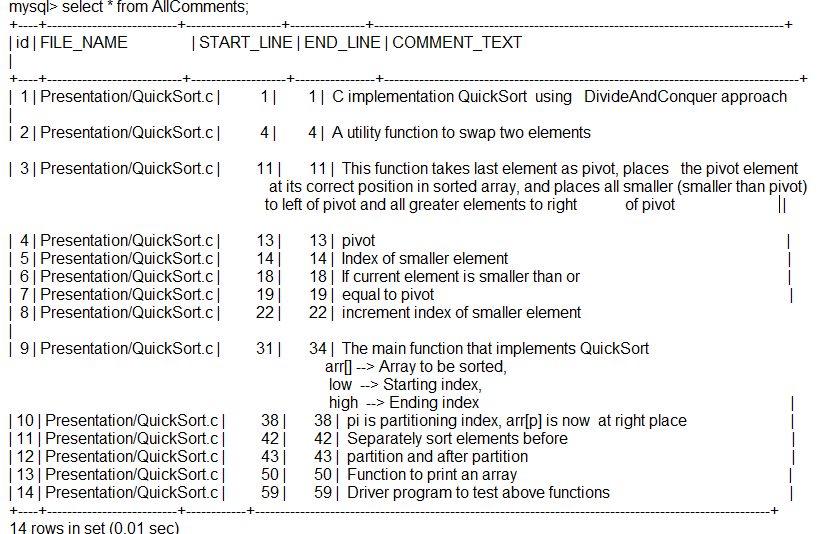 mysql> select * from AllComments;
+----+--------------------------+-------------------+-------------+------------------------------------------------------------------------------------+
| id | FILE_NAME | START_LINE | END_LINE | COMMENT_TEXT
|
+----+---------------------------+-------------------+-----------------+-------------------------------------------------------------------------------------+
| 1 | Presentation/QuickSort.c | 1 | 1 | C implementation QuickSort using DivideAndConquer approach
|
| 2 | Presentation/QuickSort.c | 4 | 4 | A utility function to swap two elements
| 3 | Presentation/QuickSort.c | 11 | 11 | This function takes last element as pivot, places the pivot element
at its correct position in sorted array, and places all smaller (smaller than pivot)
to left of pivot and all greater elements to right of pivot ||
| 4 | Presentation/QuickSort.c | 13 | 13 | pivot |
| 5 | Presentation/QuickSort.c | 14 | 14 | Index of smaller element |
| 6 | Presentation/QuickSort.c | 18 | 18 | If current element is smaller than or |
| 7 | Presentation/QuickSort.c | 19 | 19 | equal to pivot |
| 8 | Presentation/QuickSort.c | 22 | 22 | increment index of smaller element
|
| 9 | Presentation/QuickSort.c | 31 | 34 | The main function that implements QuickSort
arr[] --> Array to be sorted,
low --> Starting index,
high --> Ending index |
| 10 | Presentation/QuickSort.c | 38 | 38 | pi is partitioning index, arr[p] is now at right place |
| 11 | Presentation/QuickSort.c | 42 | 42 | Separately sort elements before |
| 12 | Presentation/QuickSort.c | 43 | 43 | partition and after partition |
| 13 | Presentation/QuickSort.c | 50 | 50 | Function to print an array |
| 14 | Presentation/QuickSort.c | 59 | 59 | Driver program to test above functions |
+----+---------------------------+------------+---------------------------------------------------------------------------------------------------------+
14 rows in set (0.01 sec)